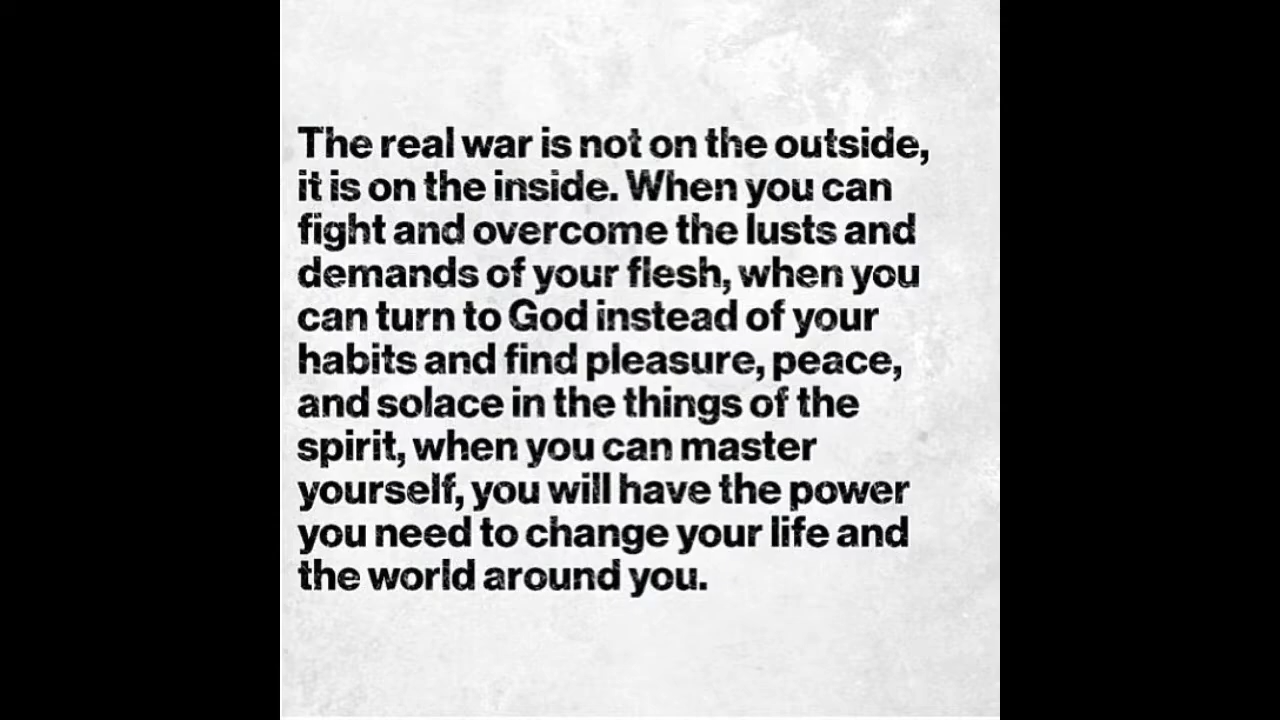 The real war is not on the outside,
it is on the inside. When you can
fight and overcome the lusts and
demands of your flesh, when you
can turn to God instead of your
habits and find pleasure, peace,
and solace in the things of the
spirit, when you can master
yourself, you will have the power
you need to change your life and
the world around you.